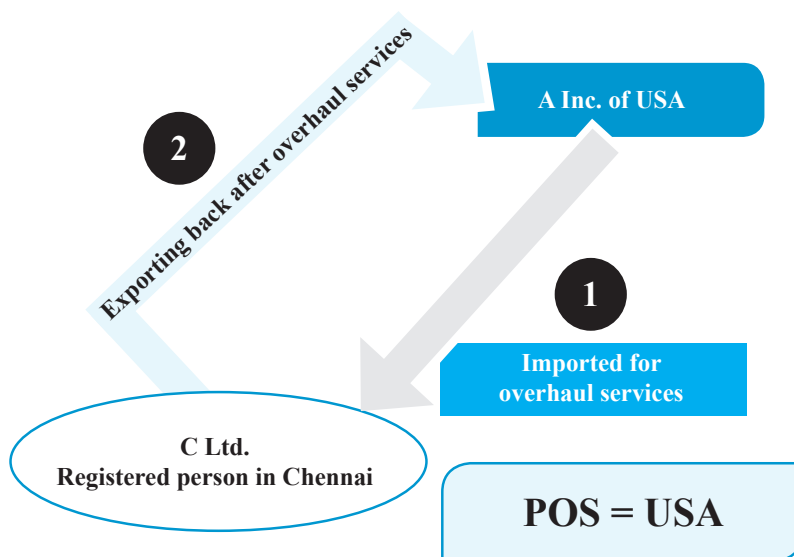 Exporting back after overhaul services
A Inc. of USA
2
1
Imported for
overhaul services
C Ltd.
Registered person in Chennai
POS = USA